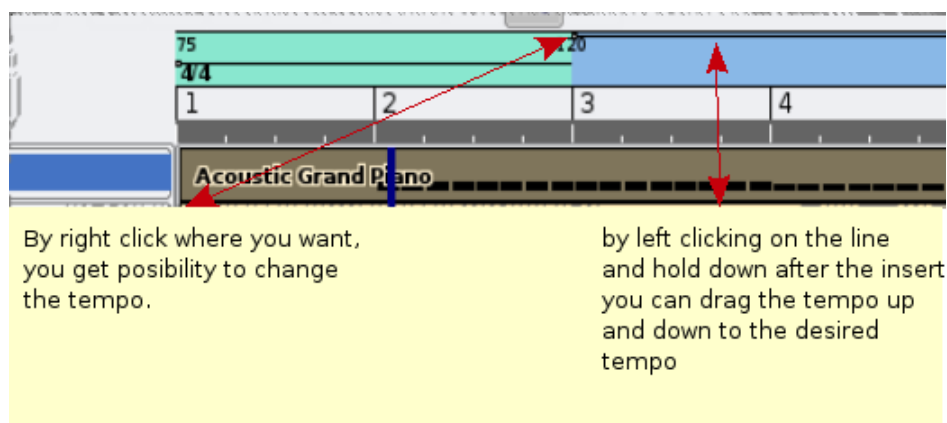 75 120
4/4
1 2 3 4
Acoustic Grand Piano
By right click where you want,
you get posibility to change
the tempo.
by left clicking on the line
and hold down after the insert
you can drag the tempo up
and down to the desired
tempo